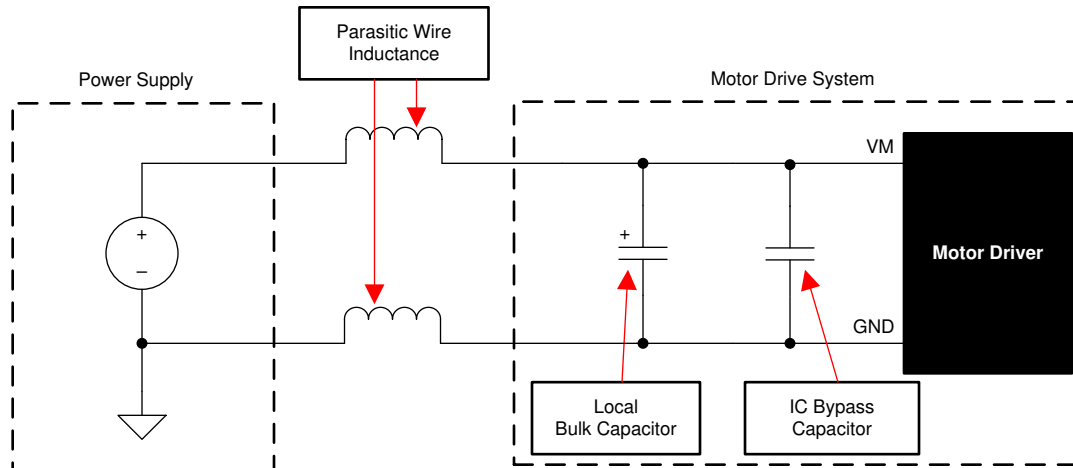 Parasitic Wire
Inductance
Power Supply
Motor Drive System
VM
+
–
+
Motor Driver
GND
Local
Bulk Capacitor
IC Bypass
Capacitor